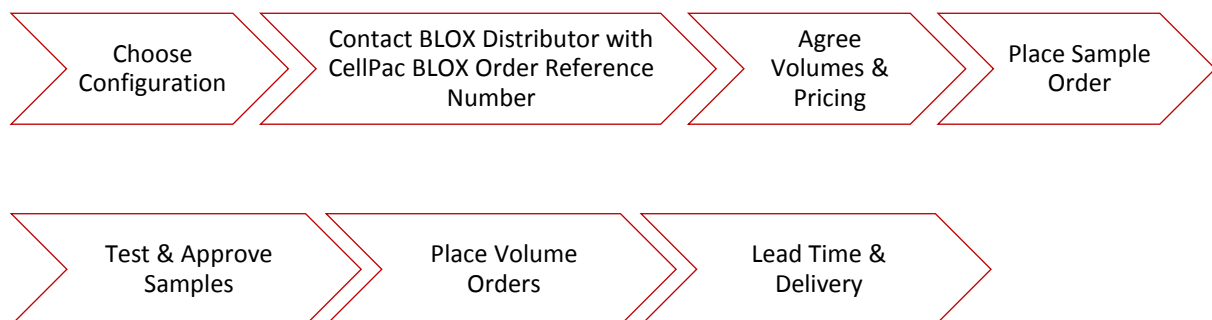 Choose
Configuration
Contact BLOX Distributor with
CellPac BLOX Order Reference
Number
Agree
Volumes &
Pricing
Place Sample
Order
Test & Approve
Samples
Place Volume
Orders
Lead Time &
Delivery